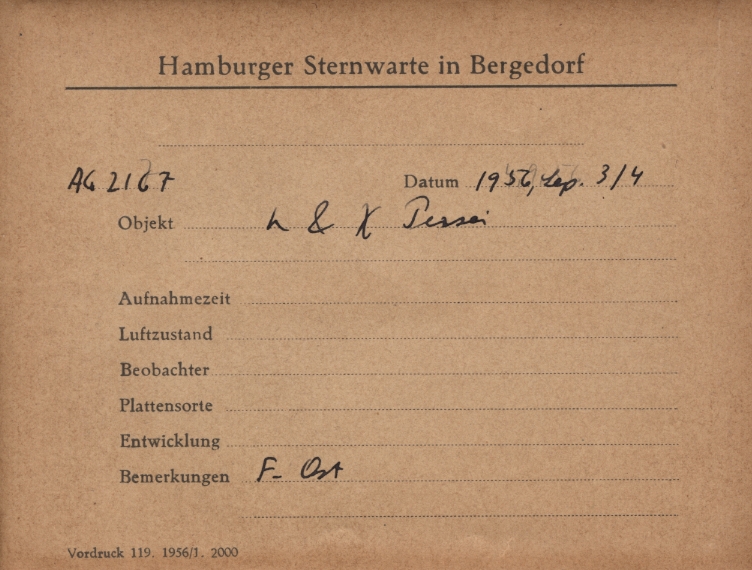 Hamburger Sternwarte in Bergedorf
AG 2167 Datum 1956, Sep. 3/4
Objekt h & χ Persei
Aufnahmezeit
Luftzustand
Beobachter
Plattensorte
Entwicklung
Bemerkungen F- Ost
Vordruck 119. 1956/1. 2000